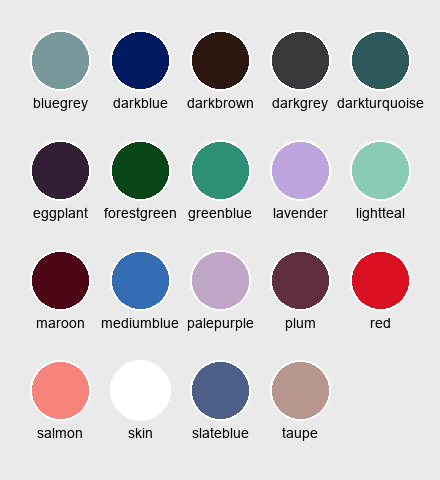 bluegrey darkblue darkbrown darkgrey darkturquoise
eggplant forestgreen greenblue lavender lightteal
maroon mediumblue palepurple plum red
salmon skin slateblue taupe